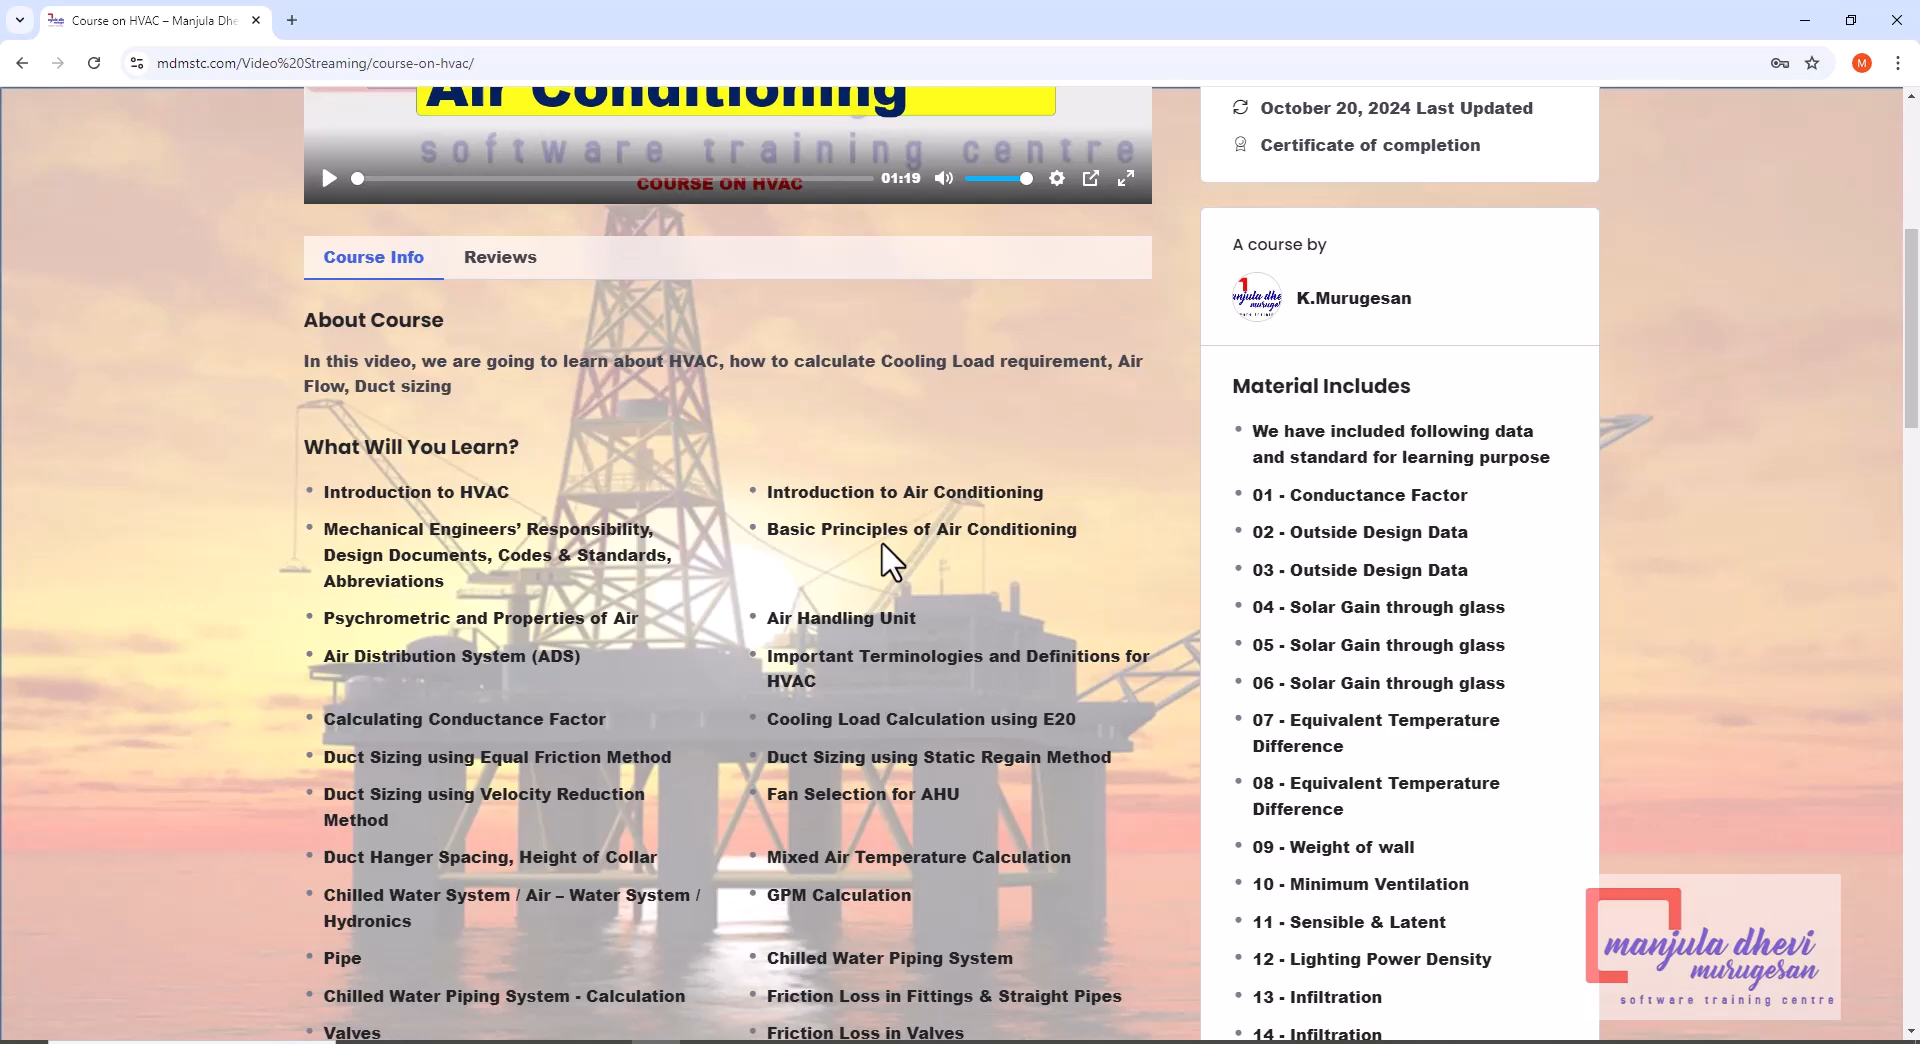 Course on HVAC – Manjula Dhe
mdmstc.com/Video%20Streaming/course-on-hvac/
M
Air Conditioning
software training centre
COURSE ON HVAC
01:19
October 20, 2024 Last Updated
Certificate of completion
Course Info
Reviews
About Course
In this video, we are going to learn about HVAC, how to calculate Cooling Load requirement, Air
Flow, Duct sizing
What Will You Learn?
Introduction to HVAC
Introduction to Air Conditioning
Mechanical Engineers’ Responsibility,
Design Documents, Codes & Standards,
Abbreviations
Basic Principles of Air Conditioning
Psychrometric and Properties of Air
Air Handling Unit
Air Distribution System (ADS)
Important Terminologies and Definitions for
HVAC
Calculating Conductance Factor
Cooling Load Calculation using E20
Duct Sizing using Equal Friction Method
Duct Sizing using Static Regain Method
Duct Sizing using Velocity Reduction
Method
Fan Selection for AHU
Duct Hanger Spacing, Height of Collar
Mixed Air Temperature Calculation
Chilled Water System / Air – Water System /
Hydronics
GPM Calculation
Pipe
Chilled Water Piping System
Chilled Water Piping System - Calculation
Friction Loss in Fittings & Straight Pipes
Valves
Friction Loss in Valves
A course by
K.Murugesan
Material Includes
We have included following data
and standard for learning purpose
01 - Conductance Factor
02 - Outside Design Data
03 - Outside Design Data
04 - Solar Gain through glass
05 - Solar Gain through glass
06 - Solar Gain through glass
07 - Equivalent Temperature
Difference
08 - Equivalent Temperature
Difference
09 - Weight of wall
10 - Minimum Ventilation
11 - Sensible & Latent
12 - Lighting Power Density
13 - Infiltration
14 - Infiltration
manjula dhevi
murugesan
software training centre